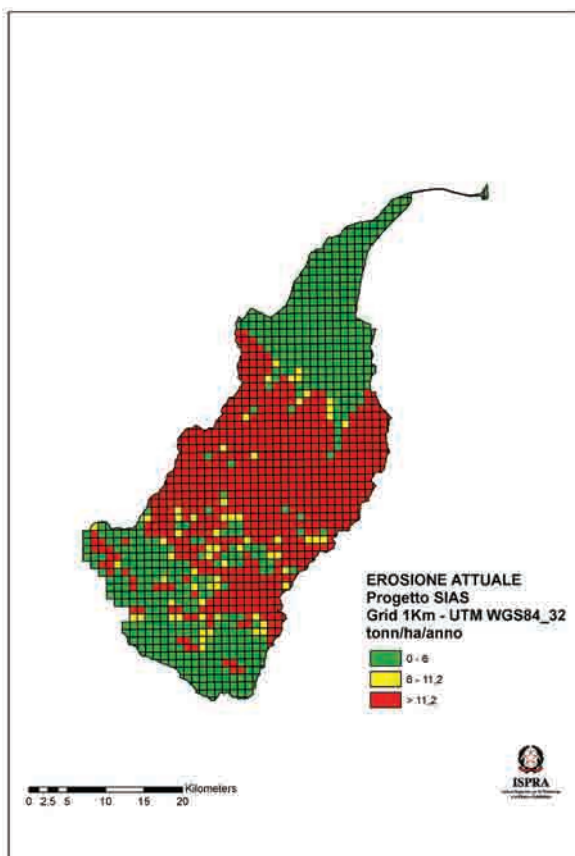 EROSIONE ATTUALE
Progetto SIAS
Grid 1Km - UTM WGS84_32
tonn/ha/anno
0 - 6
6 - 11,2
> 11,2
Kilometers
0 2.5 5 10 15 20
ISPRA